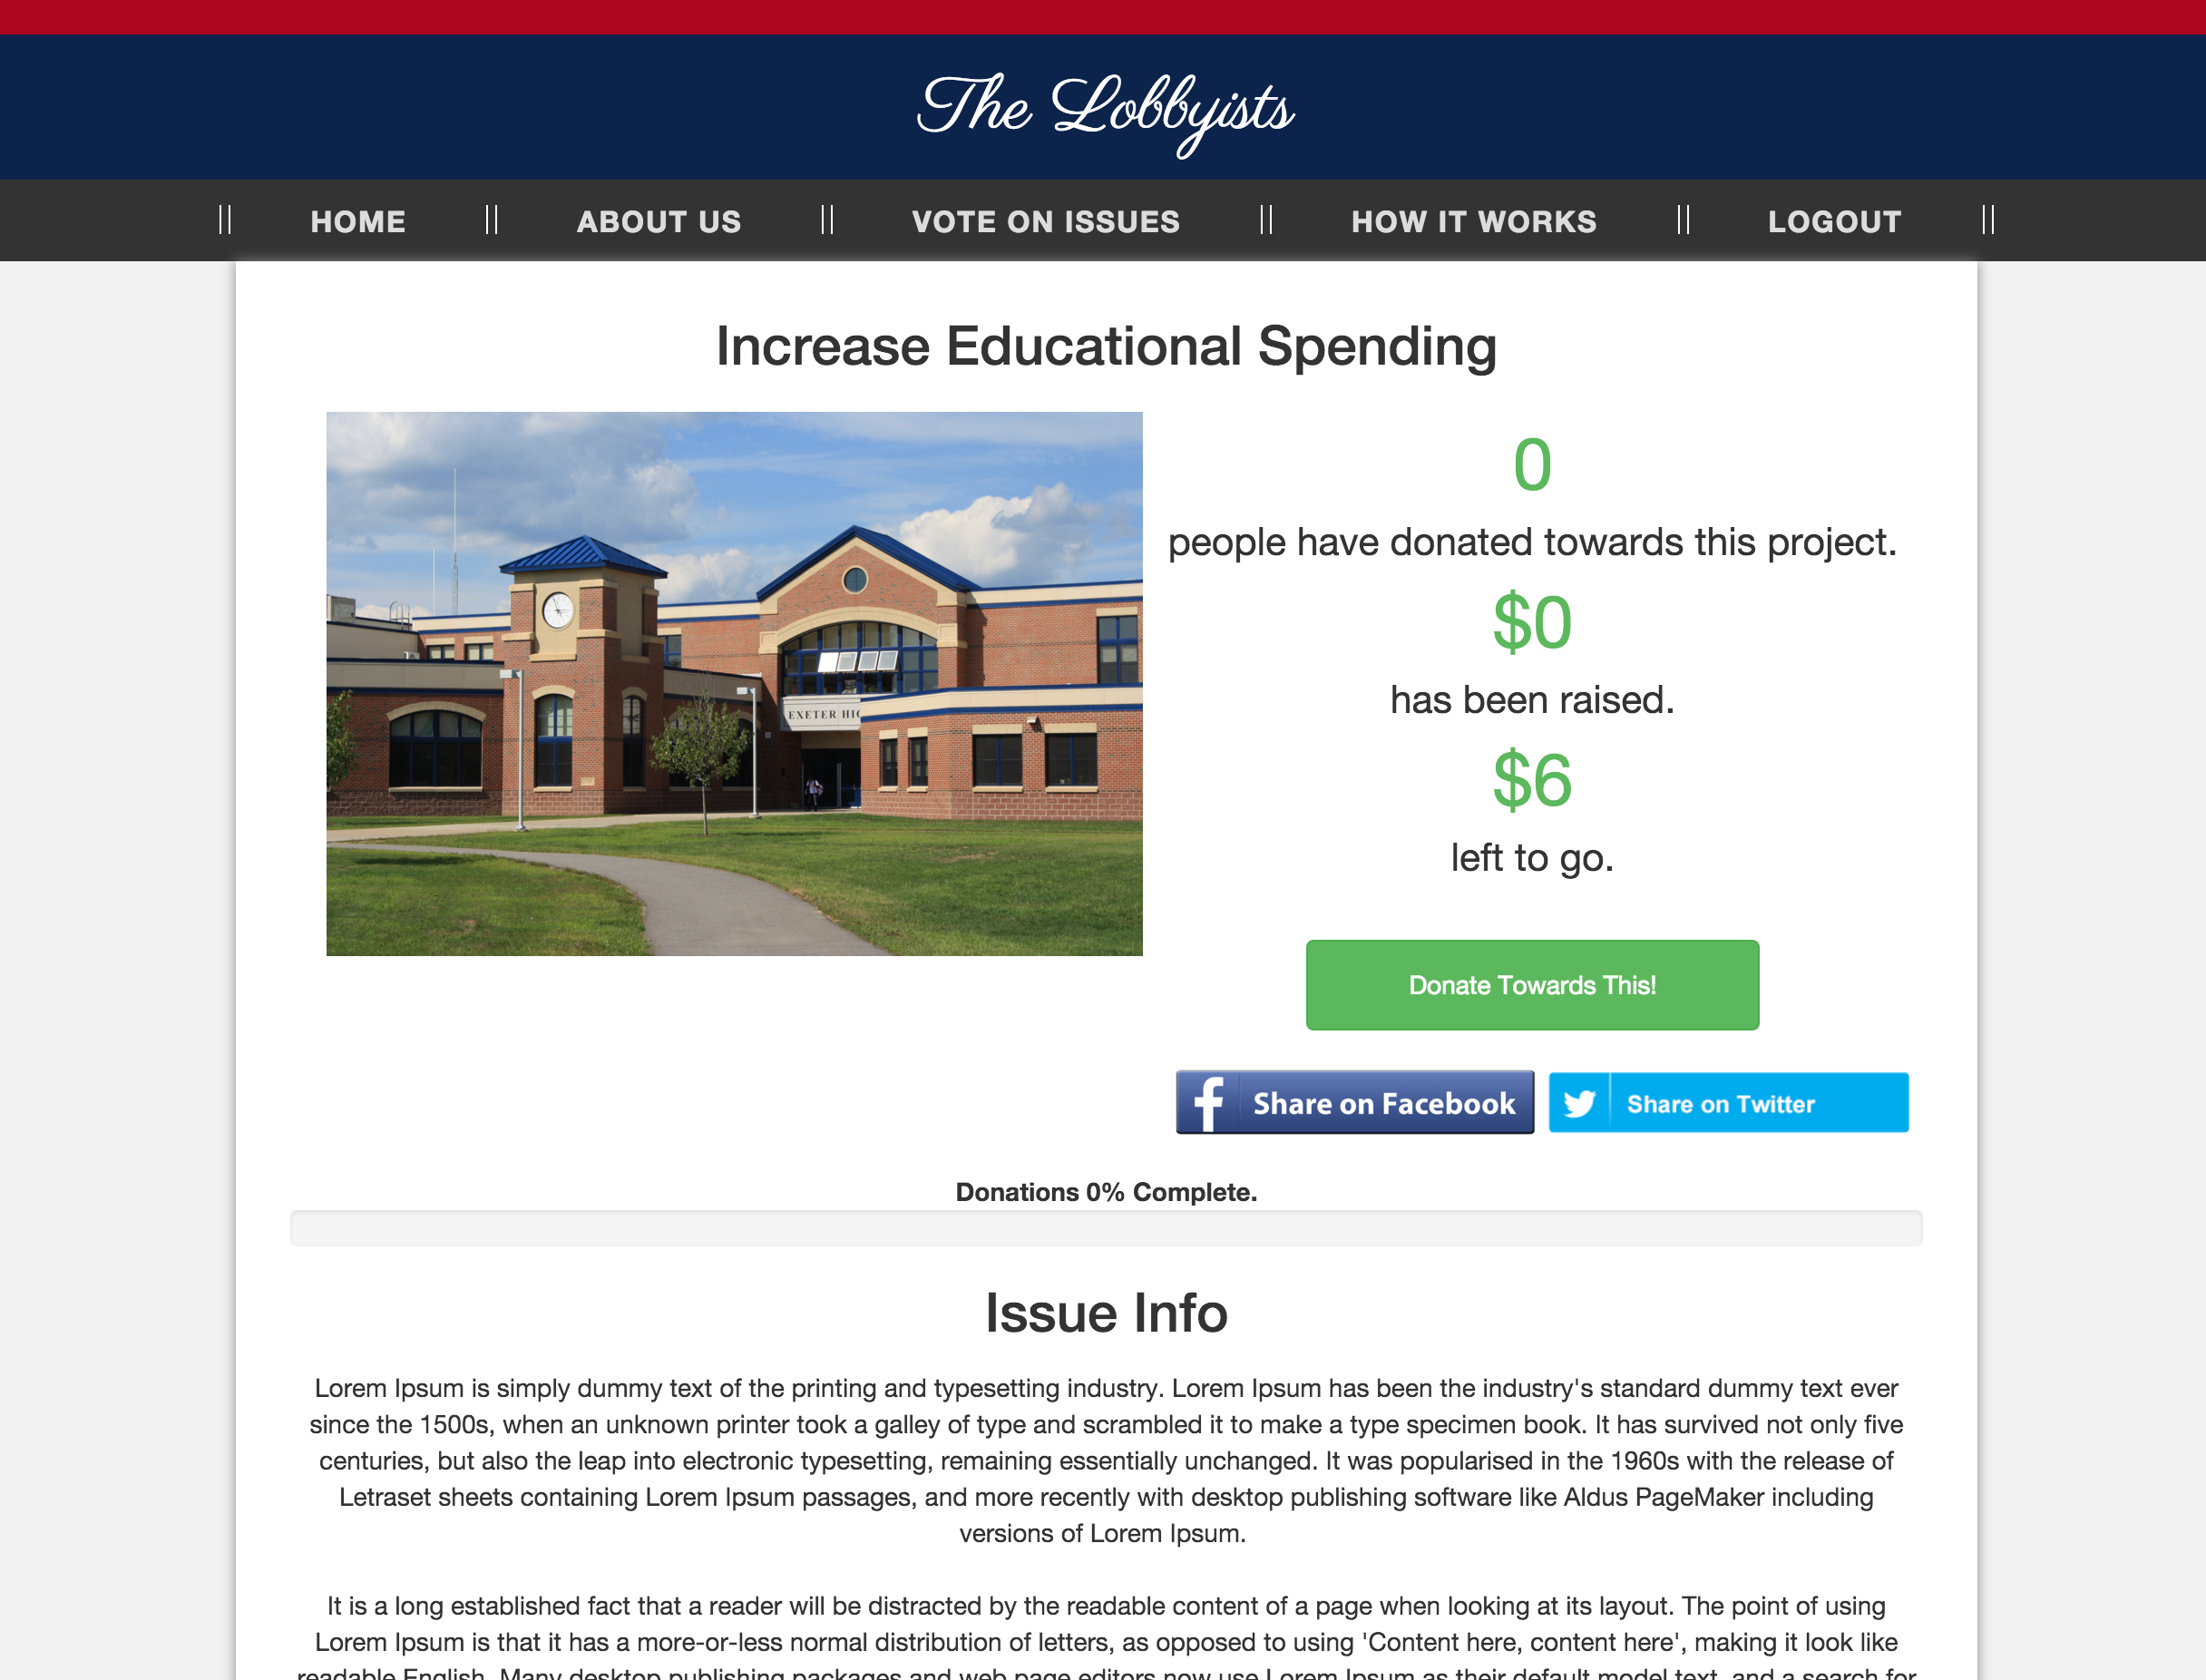 The Lobbyists
HOME
ABOUT US
VOTE ON ISSUES
HOW IT WORKS
LOGOUT
Increase Educational Spending
EXETER HIG
0
people have donated towards this project.
$0
has been raised.
$6
left to go.
Donate Towards This!
Share on Facebook
Share on Twitter
Donations 0% Complete.
Issue Info
Lorem Ipsum is simply dummy text of the printing and typesetting industry. Lorem Ipsum has been the industry's standard dummy text ever
since the 1500s, when an unknown printer took a galley of type and scrambled it to make a type specimen book. It has survived not only five
centuries, but also the leap into electronic typesetting, remaining essentially unchanged. It was popularised in the 1960s with the release of
Letraset sheets containing Lorem Ipsum passages, and more recently with desktop publishing software like Aldus PageMaker including
versions of Lorem Ipsum.
It is a long established fact that a reader will be distracted by the readable content of a page when looking at its layout. The point of using
Lorem Ipsum is that it has a more-or-less normal distribution of letters, as opposed to using 'Content here, content here', making it look like
readable English. Many desktop publishing packages and web page editors now use Lorem Ipsum as their default model text, and a search for